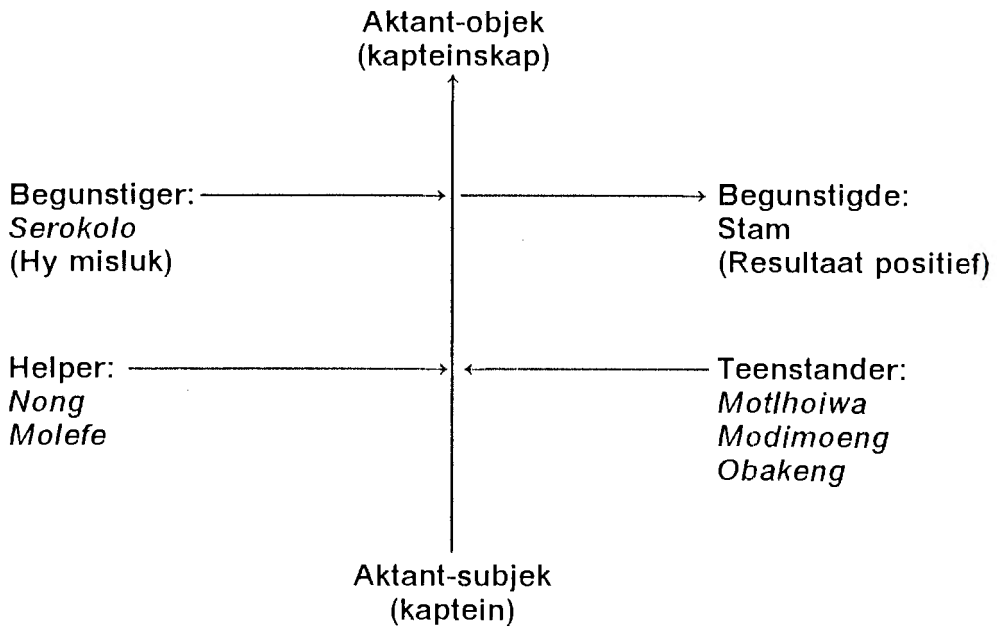 Aktant-objek
(kapteinskap)
Begunstiger:
Serokolo
(Hy misluk)
Begunstigde:
Stam
(Resultaat positief)
Helper:
Nong
Molefe
Teenstander:
Motlhoiwa
Modimoeng
Obakeng
Aktant-subjek
(kaptein)